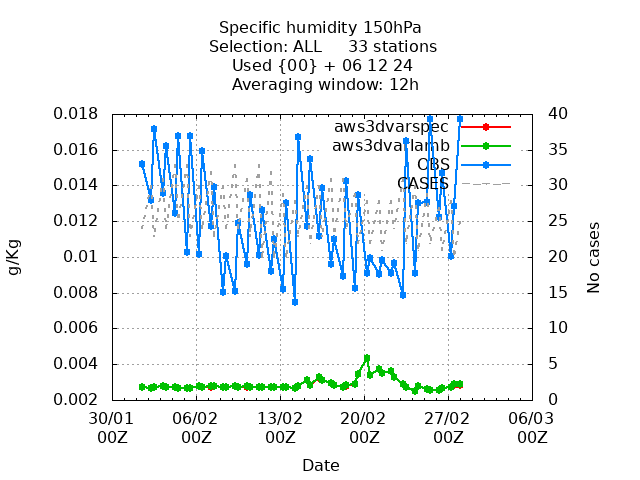 Specific humidity 150hPa
Selection: ALL 33 stations
Used {00} + 06 12 24
Averaging window: 12h
0.018
0.016
0.014
0.012
0.01
0.008
0.006
0.004
0.002
g/Kg
40
35
30
25
20
15
10
5
0
No cases
aws3dvarspec
aws3dvarlamb
OBS
CASES
30/01 06/02 13/02 20/02 27/02 06/03
00Z 00Z 00Z 00Z 00Z 00Z
Date